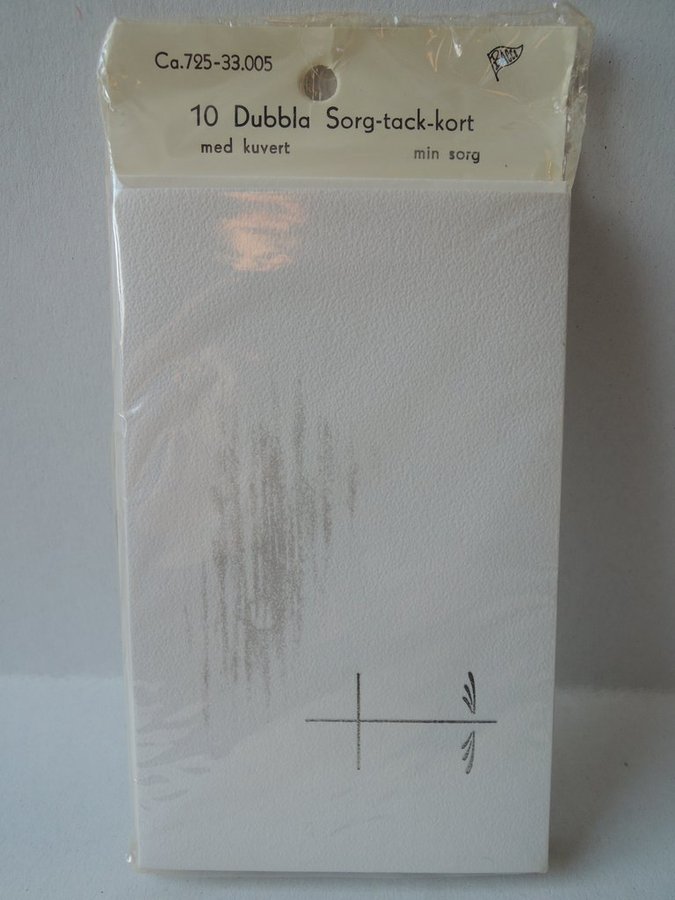 Ca.725-33.005
10 Dubbla Sorg-tack-kort
med kuvert min sorg